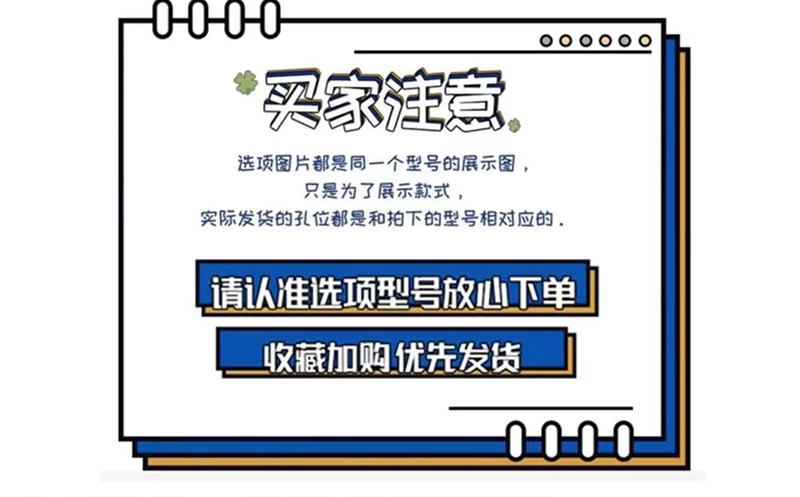 买家注意
选项图片都是同一个型号的展示图，
只是为了展示款式，
实际发货的孔位都是和拍下的型号相对应的.
请认准选项型号放心下单
收藏加购 优先发货